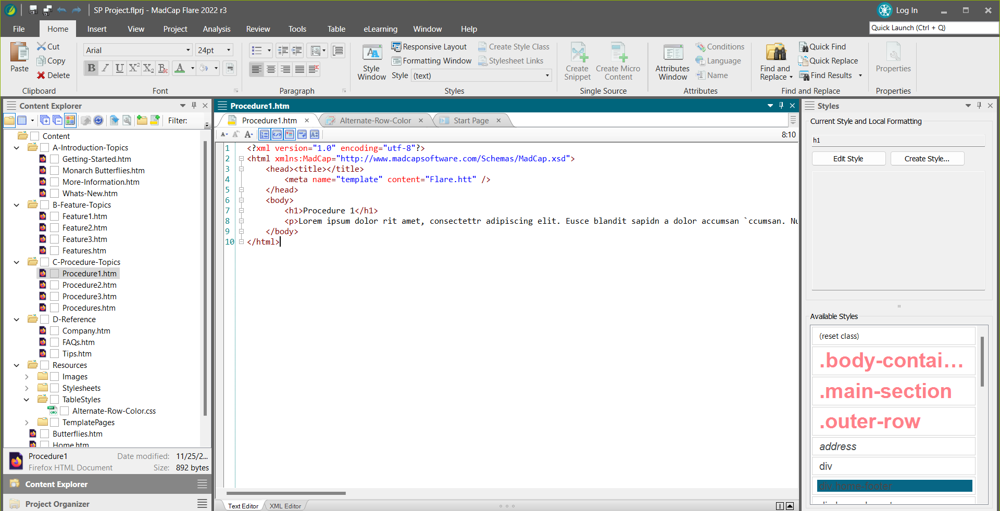 SP Project.flprj - MadCap Flare 2022 r3
Log In
File Home Insert View Project Analysis Review Tools Table eLearning Window Help
Quick Launch (Ctrl + Q)
Paste
Cut
Copy
Delete
Clipboard
Arial 24pt
B I U X² X₂
Font
Paragraph
Style Window
Responsive Layout
Formatting Window
Style (text)
Create Style Class
Stylesheet Links
Styles
Create Snippet
Create Micro Content
Single Source
Attributes Window
Conditions
Language
Name
Attributes
Find and Replace
Quick Find
Quick Replace
Find Results
Find and Replace
Properties
Properties
Content Explorer
Filter:
Content
A-Introduction-Topics
Getting-Started.htm
Monarch Butterflies.htm
More-Information.htm
Whats-New.htm
B-Feature-Topics
Feature1.htm
Feature2.htm
Feature3.htm
Features.htm
C-Procedure-Topics
Procedure1.htm
Procedure2.htm
Procedure3.htm
Procedures.htm
D-Reference
Company.htm
FAQs.htm
Tips.htm
Resources
Images
Stylesheets
TableStyles
Alternate-Row-Color.css
TemplatePages
Butterflies.htm
Home.htm
Procedure1 Date modified: 11/25/2...
Firefox HTML Document Size: 892 bytes
Content Explorer
Project Organizer
Procedure1.htm
Procedure1.htm Alternate-Row-Color Start Page
8:10
1 <?xml version="1.0" encoding="utf-8"?>
2 <html xmlns:MadCap="http://www.madcapsoftware.com/Schemas/MadCap.xsd">
3 <head><title></title>
4 <meta name="template" content="Flare.htt" />
5 </head>
6 <body>
7 <h1>Procedure 1</h1>
8 <p>Lorem ipsum dolor rit amet, consectettr adipiscing elit. Eusce blandit sapidn a dolor accumsan `ccumsan. Nu
9 </body>
10 </html>
Text Editor XML Editor
Styles
Current Style and Local Formatting
h1
Edit Style Create Style...
Available Styles
(reset class)
.body-contai...
.main-section
.outer-row
address
div
div.home-footer